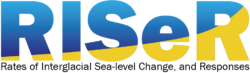 RISeR
Rates of Interglacial Sea-level Change, and Responses